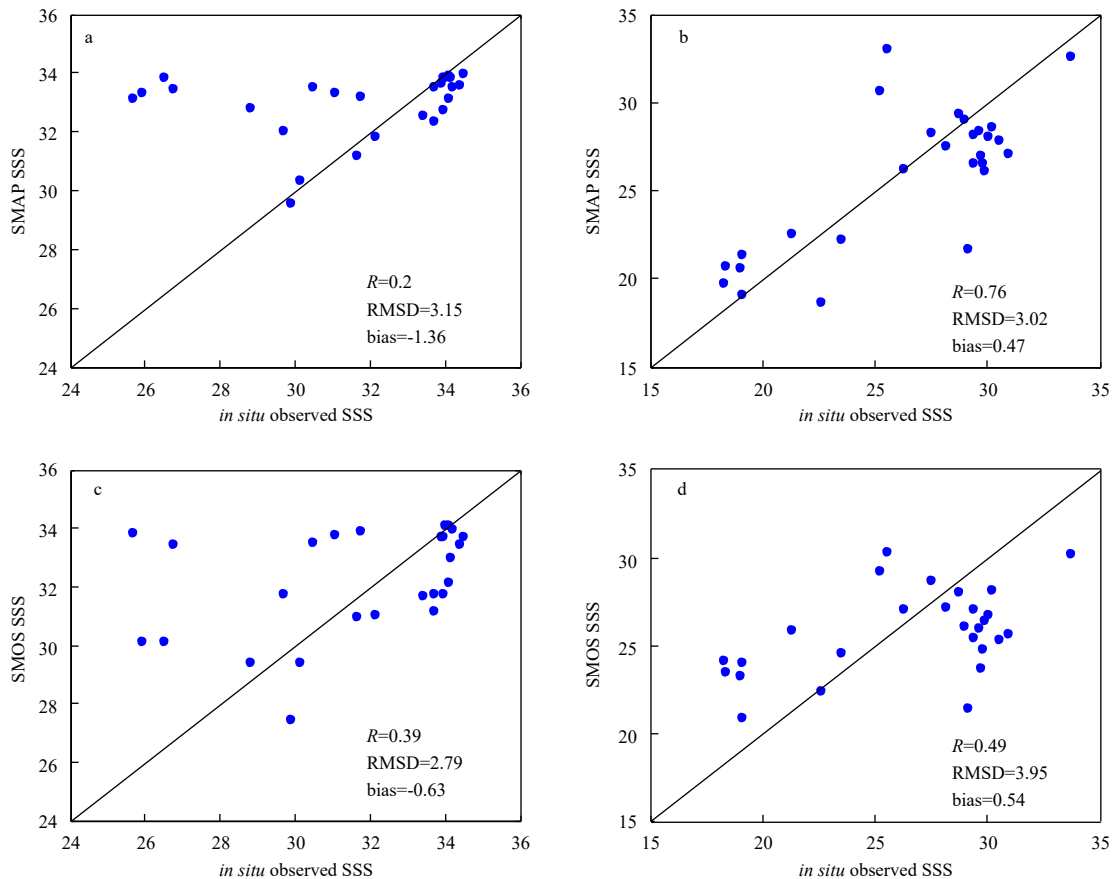 a
36
34
32
30
28
26
24
SMAP SSS
R=0.2
RMSD=3.15
bias=-1.36
24 26 28 30 32 34 36
in situ observed SSS
b
35
30
25
20
15
SMAP SSS
R=0.76
RMSD=3.02
bias=0.47
15 20 25 30 35
in situ observed SSS
c
36
34
32
30
28
26
24
SMOS SSS
R=0.39
RMSD=2.79
bias=-0.63
24 26 28 30 32 34 36
in situ observed SSS
d
35
30
25
20
15
SMOS SSS
R=0.49
RMSD=3.95
bias=0.54
15 20 25 30 35
in situ observed SSS